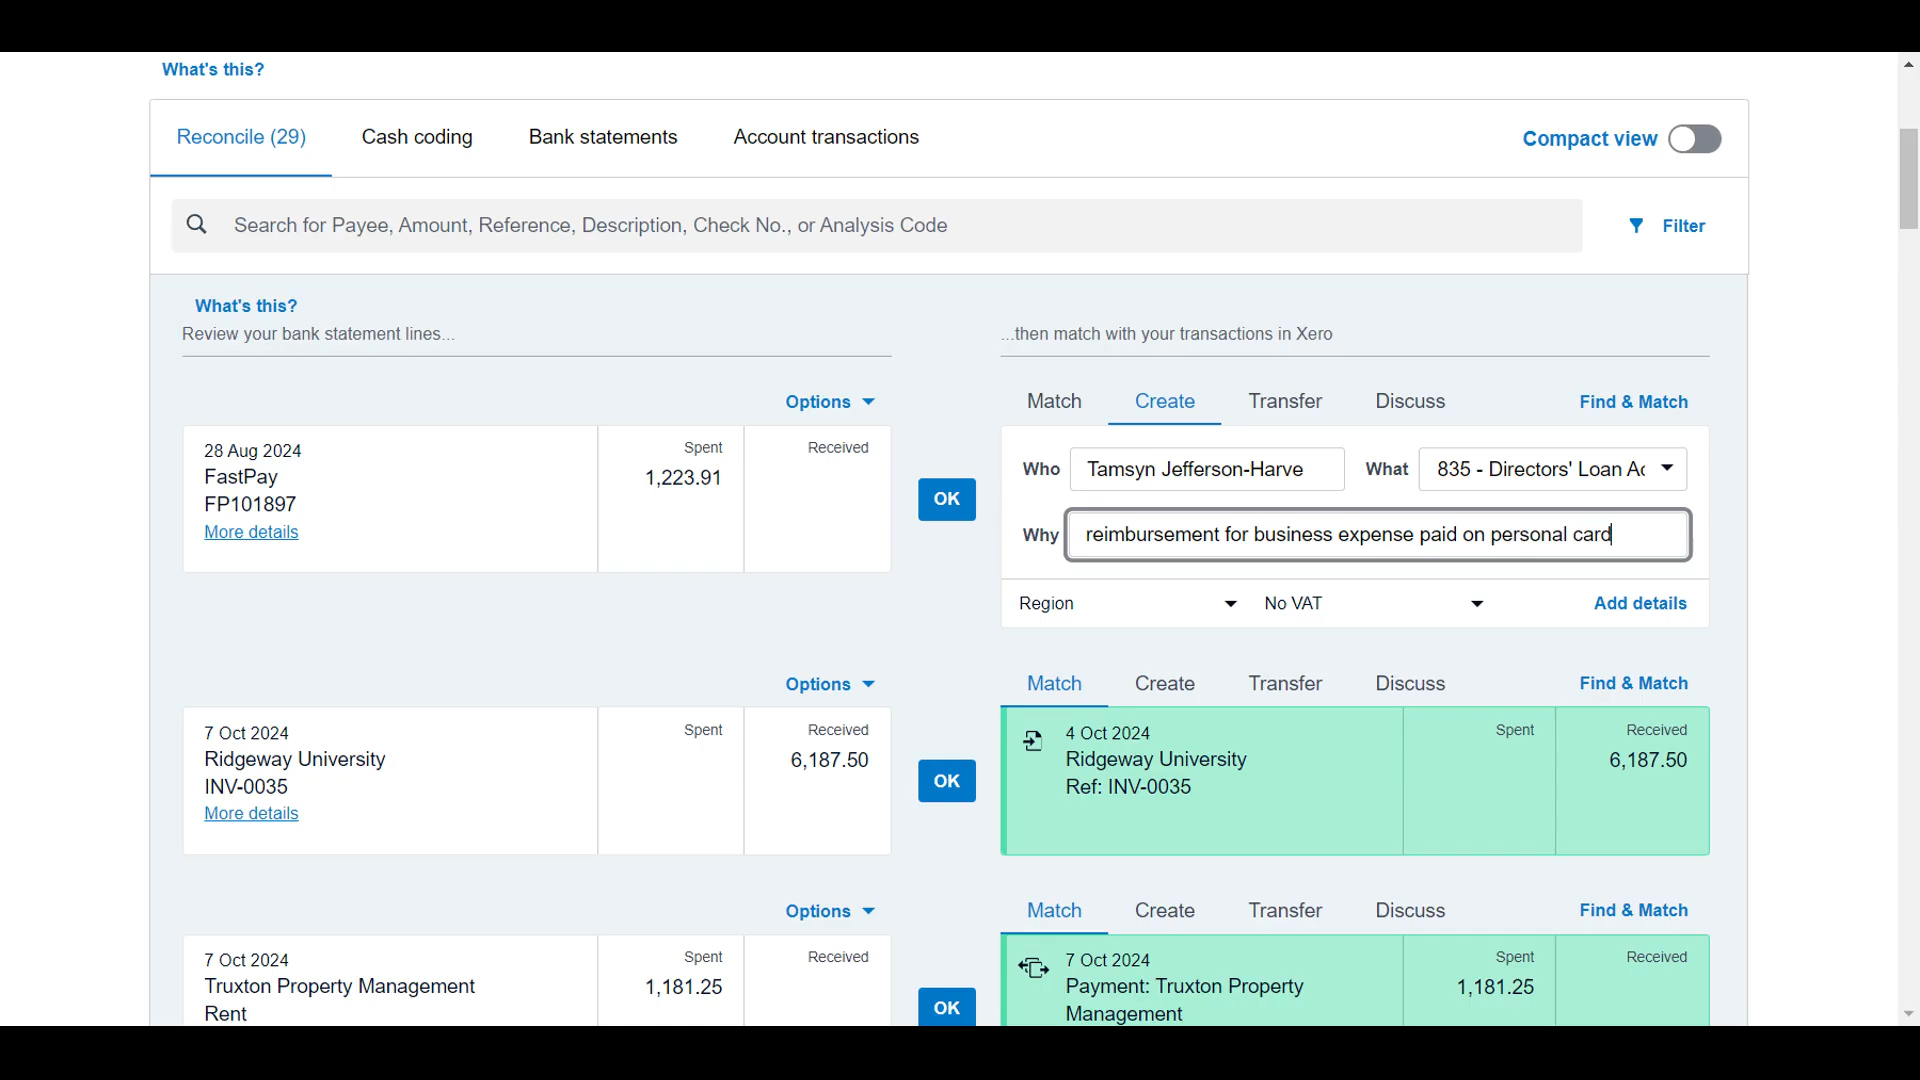 What's this?
Reconcile (29) Cash coding Bank statements Account transactions Compact view
Search for Payee, Amount, Reference, Description, Check No., or Analysis Code Filter
What's this?
Review your bank statement lines... ...then match with your transactions in Xero
Options Match Create Transfer Discuss Find & Match
28 Aug 2024 Spent Received
FastPay 1,223.91
FP101897
More details
OK
Who Tamsyn Jefferson-Harve What 835 - Directors' Loan Ac
Why reimbursement for business expense paid on personal card
Region No VAT Add details
Options Match Create Transfer Discuss Find & Match
7 Oct 2024 Spent Received
Ridgeway University 6,187.50
INV-0035
More details
OK
4 Oct 2024 Spent Received
Ridgeway University 6,187.50
Ref: INV-0035
Options Match Create Transfer Discuss Find & Match
7 Oct 2024 Spent Received
Truxton Property Management 1,181.25
Rent
OK
7 Oct 2024 Spent Received
Payment: Truxton Property 1,181.25
Management